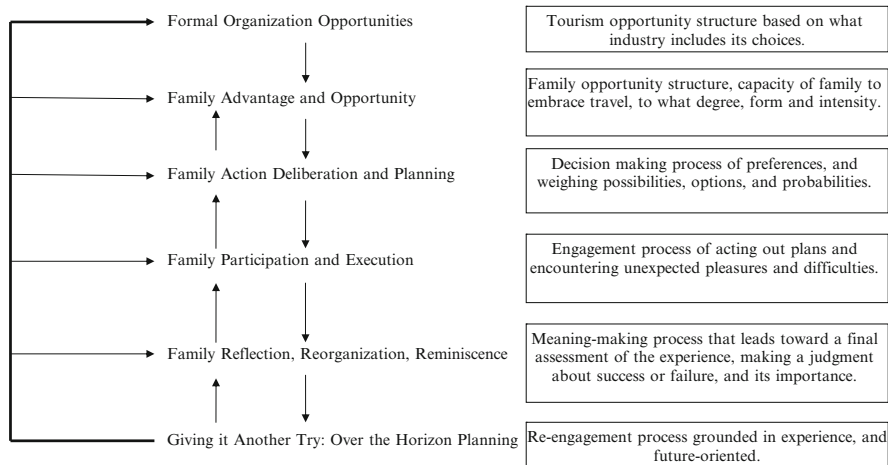 Formal Organization Opportunities
Tourism opportunity structure based on what
industry includes its choices.
Family Advantage and Opportunity
Family opportunity structure, capacity of family to
embrace travel, to what degree, form and intensity.
Family Action Deliberation and Planning
Decision making process of preferences, and
weighing possibilities, options, and probabilities.
Family Participation and Execution
Engagement process of acting out plans and
encountering unexpected pleasures and difficulties.
Family Reflection, Reorganization, Reminiscence
Meaning-making process that leads toward a final
assessment of the experience, making a judgment
about success or failure, and its importance.
Giving it Another Try: Over the Horizon Planning
Re-engagement process grounded in experience, and
future-oriented.